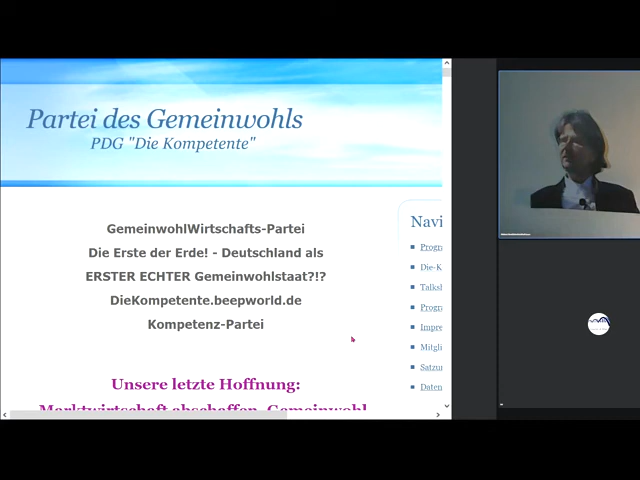 Partei des Gemeinwohls
PDG "Die Kompetente"
GemeinwohlWirtschafts-Partei
Die Erste der Erde! - Deutschland als
ERSTER ECHTER Gemeinwohlstaat?!?
DieKompetente.beepworld.de
Kompetenz-Partei
Unsere letzte Hoffnung:
Marktwirtschaft abschaffen, Gemeinwohl
Navi
Progr
Die-K
Talksh
Progr
Impre
Mitgli
Satzu
Daten